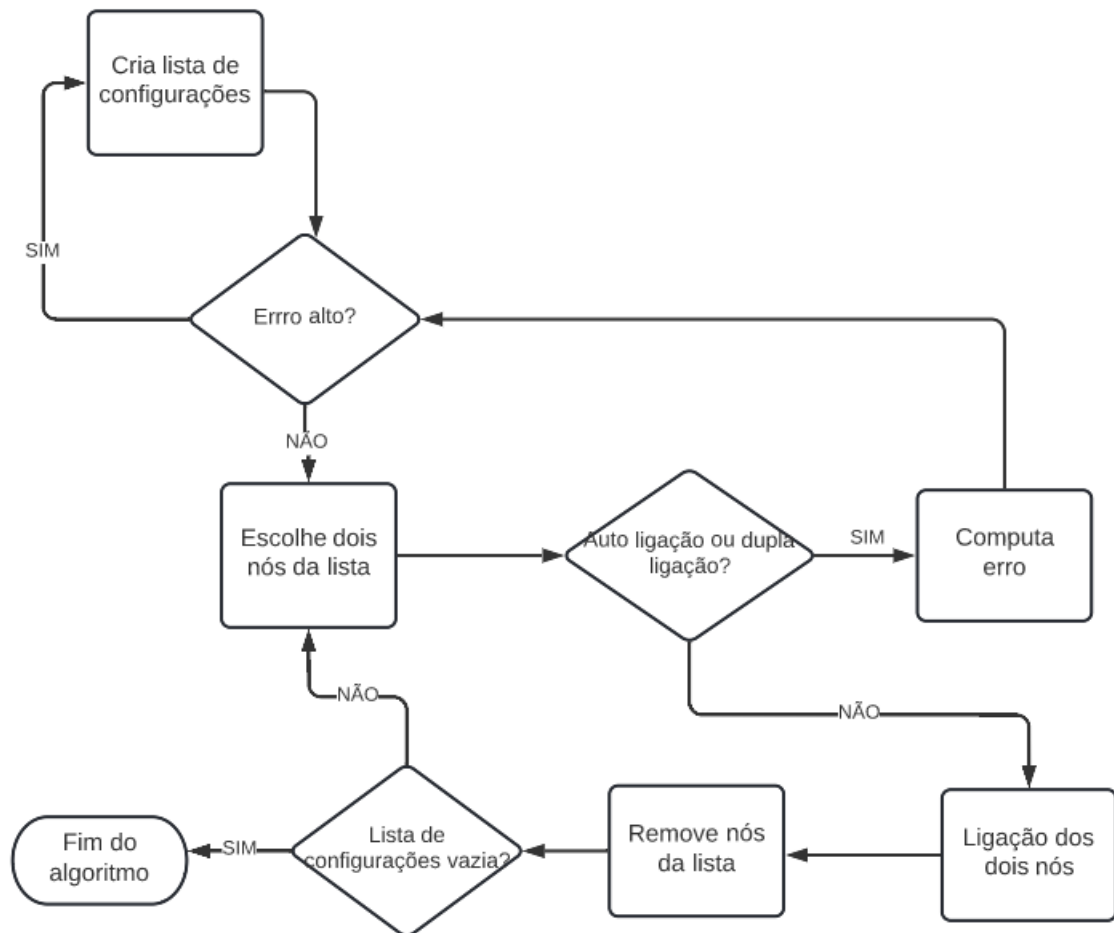 Cria lista de
configurações
SIM
Errro alto?
NÃO
Escolhe dois
nós da lista
Auto ligação ou dupla
ligação?
SIM
Computa
erro
NÃO
NÃO
Ligação dos
dois nós
Remove nós
da lista
Lista de
configurações vazia?
SIM
Fim do
algoritmo